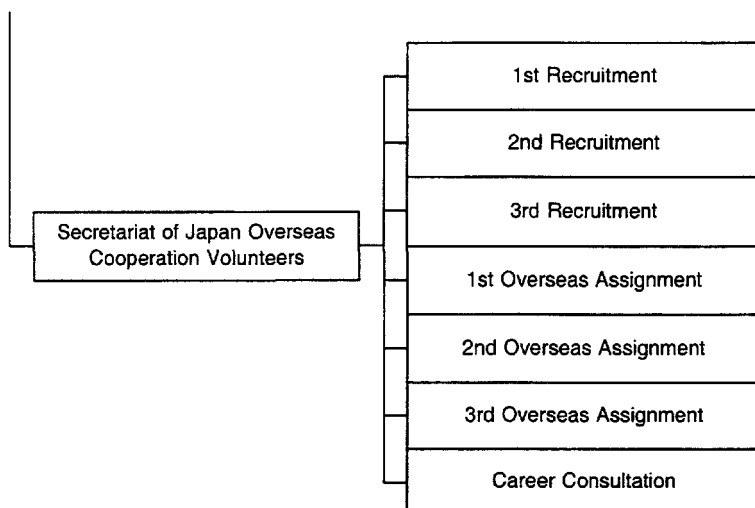 1st Recruitment
2nd Recruitment
3rd Recruitment
Secretariat of Japan Overseas
Cooperation Volunteers
1st Overseas Assignment
2nd Overseas Assignment
3rd Overseas Assignment
Career Consultation